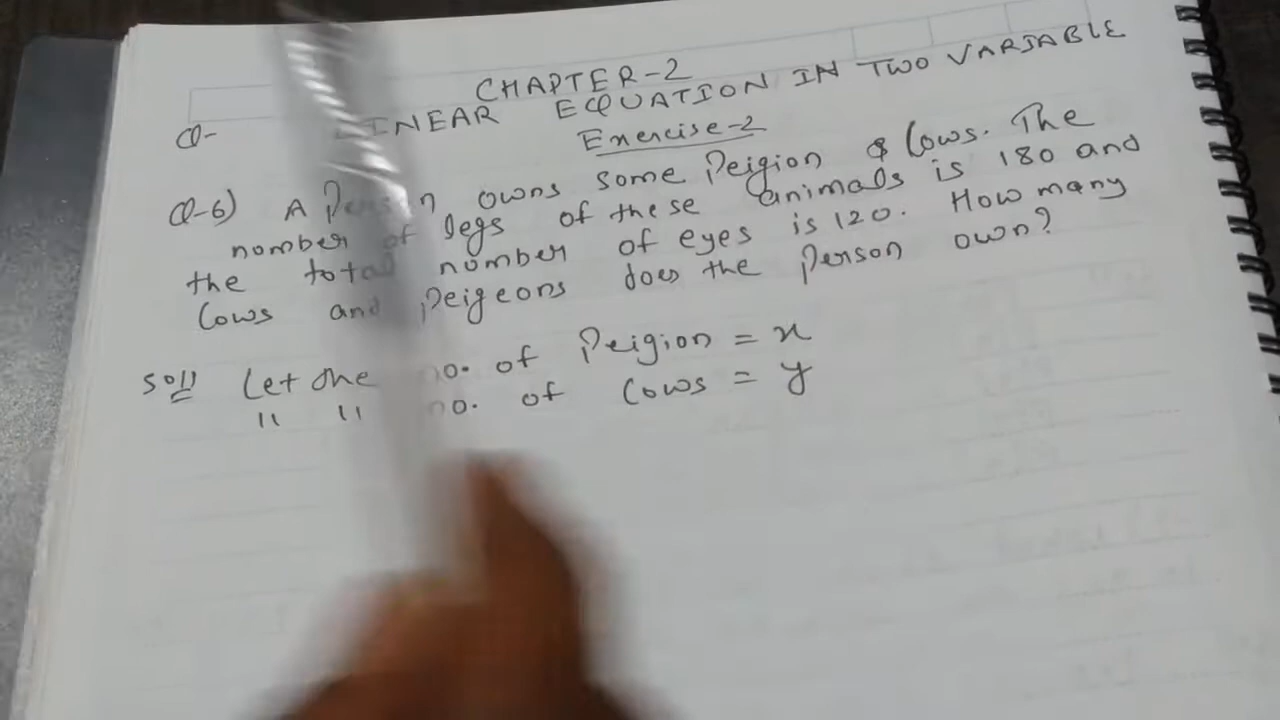 CHAPTER-2
LINEAR EQUATION IN TWO VARIABLE
Q-
Exercise-2
Q-6) A Person owns some Peigion & Cows. The
number of legs of these animals is 180 and
the total number of eyes is 120. How many
Cows and Peigeons does the Person own?
Soln Let the no. of Peigion = x
" " no. of Cows = y